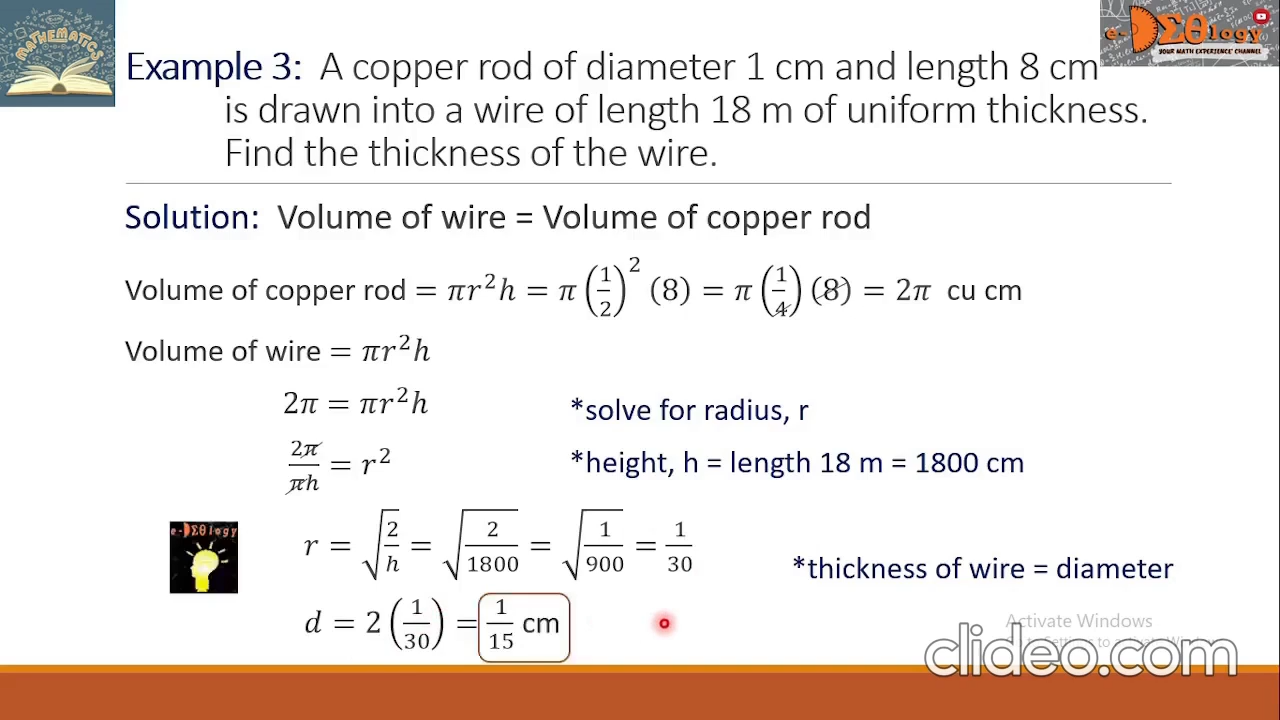 MATHEMATICS
e-DΣθlogy
YOUR MATH EXPERIENCE CHANNEL
Example 3: A copper rod of diameter 1 cm and length 8 cm
is drawn into a wire of length 18 m of uniform thickness.
Find the thickness of the wire.
Solution: Volume of wire = Volume of copper rod
Volume of copper rod = πr²h = π(1/2)² (8) = π(1/4)(8) = 2π cu cm
Volume of wire = πr²h
2π = πr²h *solve for radius, r
2π/πh = r² *height, h = length 18 m = 1800 cm
e-DΣθlogy
r = √(2/h) = √(2/1800) = √(1/900) = 1/30
*thickness of wire = diameter
d = 2(1/30) = 1/15 cm
Activate Windows
clideo.com